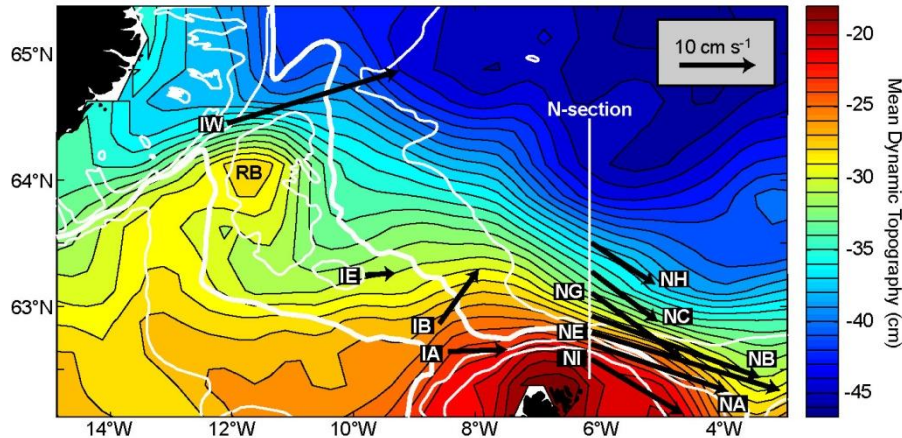 65°N
64°N
63°N
14°W
12°W
10°W
8°W
6°W
4°W
10 cm s⁻¹
N-section
IW
RB
IE
IB
IA
NH
NG
NC
NE
NB
NI
NA
-20
-25
-30
-35
-40
-45
Mean Dynamic Topography (cm)